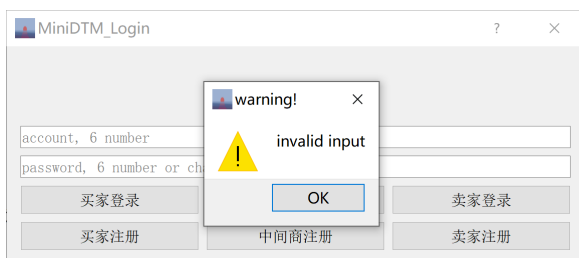 MiniDTM_Login
warning!
invalid input
account, 6 number
password, 6 number or ch
OK
买家登录
卖家登录
买家注册
中间商注册
卖家注册